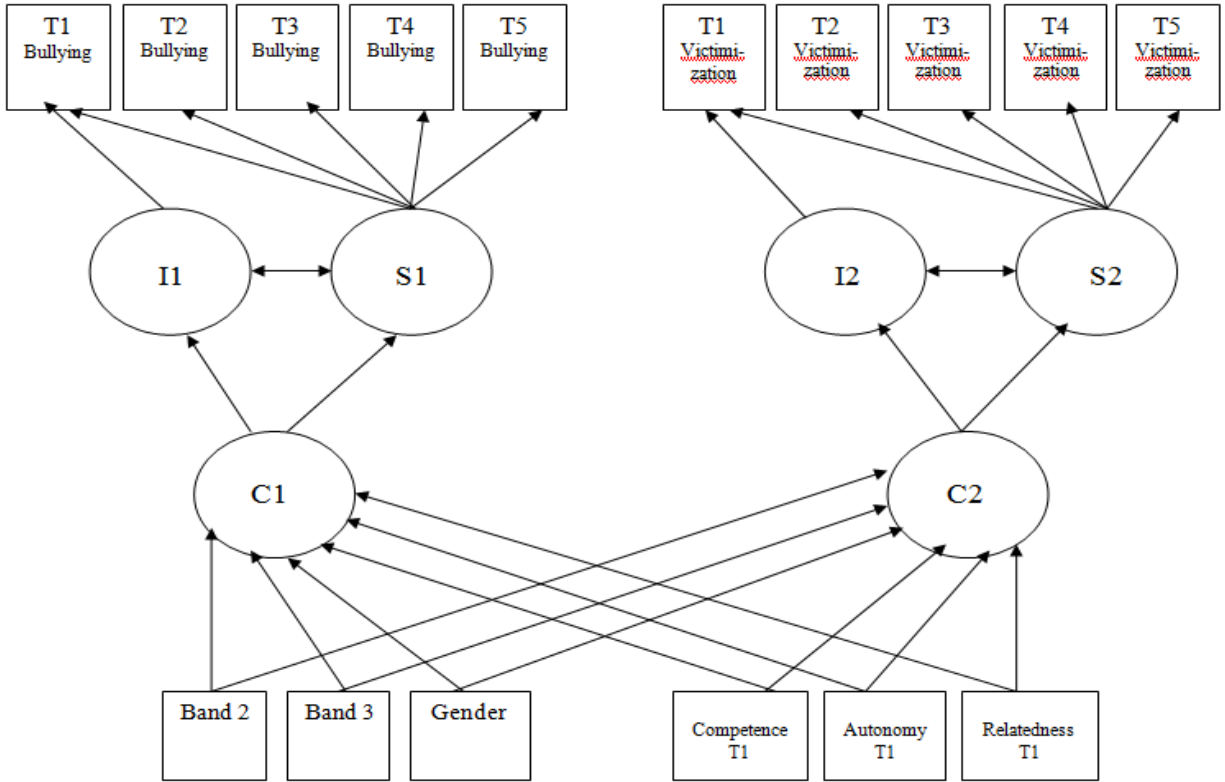 T1
Bullying
T2
Bullying
T3
Bullying
T4
Bullying
T5
Bullying
T1
Victimi-
zation
T2
Victimi-
zation
T3
Victimi-
zation
T4
Victimi-
zation
T5
Victimi-
zation
I1
S1
I2
S2
C1
C2
Band 2
Band 3
Gender
Competence
T1
Autonomy
T1
Relatedness
T1